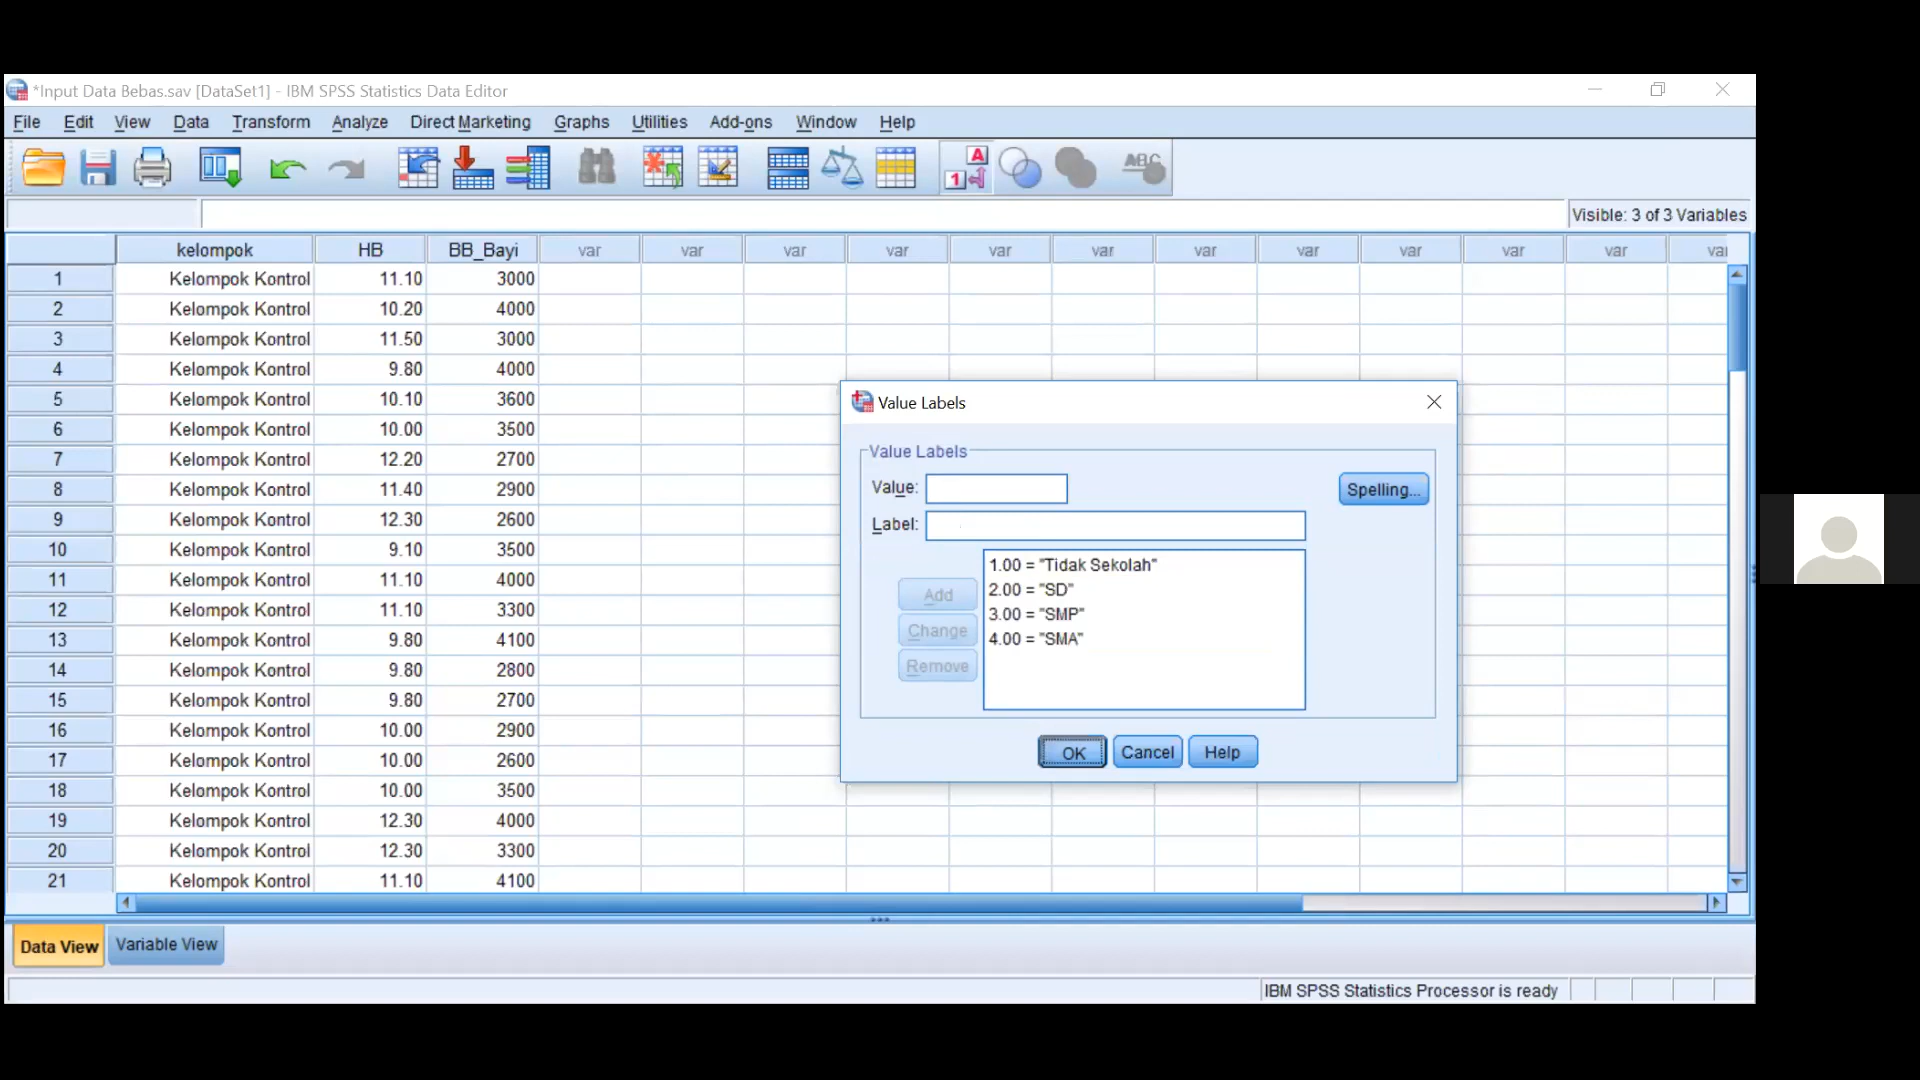 *Input Data Bebas.sav [DataSet1] - IBM SPSS Statistics Data Editor
File Edit View Data Transform Analyze Direct Marketing Graphs Utilities Add-ons Window Help
A
1
ABC
Visible: 3 of 3 Variables
kelompok HB BB_Bayi var var var var var var var var var var var var
1 Kelompok Kontrol 11.10 3000
2 Kelompok Kontrol 10.20 4000
3 Kelompok Kontrol 11.50 3000
4 Kelompok Kontrol 9.80 4000
5 Kelompok Kontrol 10.10 3600
6 Kelompok Kontrol 10.00 3500
7 Kelompok Kontrol 12.20 2700
8 Kelompok Kontrol 11.40 2900
9 Kelompok Kontrol 12.30 2600
10 Kelompok Kontrol 9.10 3500
11 Kelompok Kontrol 11.10 4000
12 Kelompok Kontrol 11.10 3300
13 Kelompok Kontrol 9.80 4100
14 Kelompok Kontrol 9.80 2800
15 Kelompok Kontrol 9.80 2700
16 Kelompok Kontrol 10.00 2900
17 Kelompok Kontrol 10.00 2600
18 Kelompok Kontrol 10.00 3500
19 Kelompok Kontrol 12.30 4000
20 Kelompok Kontrol 12.30 3300
21 Kelompok Kontrol 11.10 4100
Value Labels
Value Labels
Value:
Spelling...
Label:
1.00 = "Tidak Sekolah"
2.00 = "SD"
3.00 = "SMP"
4.00 = "SMA"
Add
Change
Remove
OK Cancel Help
Data View Variable View
IBM SPSS Statistics Processor is ready